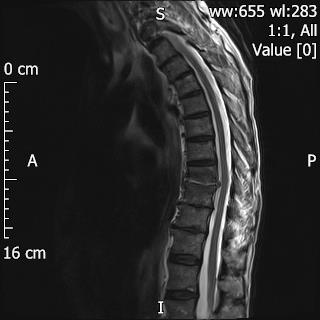 S
ww:655 wl:283
1:1, All
Value [0]
0 cm
A
P
16 cm
I